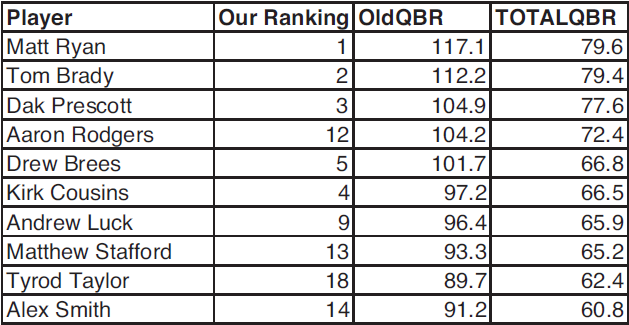 Player Our Ranking OldQBR TOTALQBR
Matt Ryan 1 117.1 79.6
Tom Brady 2 112.2 79.4
Dak Prescott 3 104.9 77.6
Aaron Rodgers 12 104.2 72.4
Drew Brees 5 101.7 66.8
Kirk Cousins 4 97.2 66.5
Andrew Luck 9 96.4 65.9
Matthew Stafford 13 93.3 65.2
Tyrod Taylor 18 89.7 62.4
Alex Smith 14 91.2 60.8